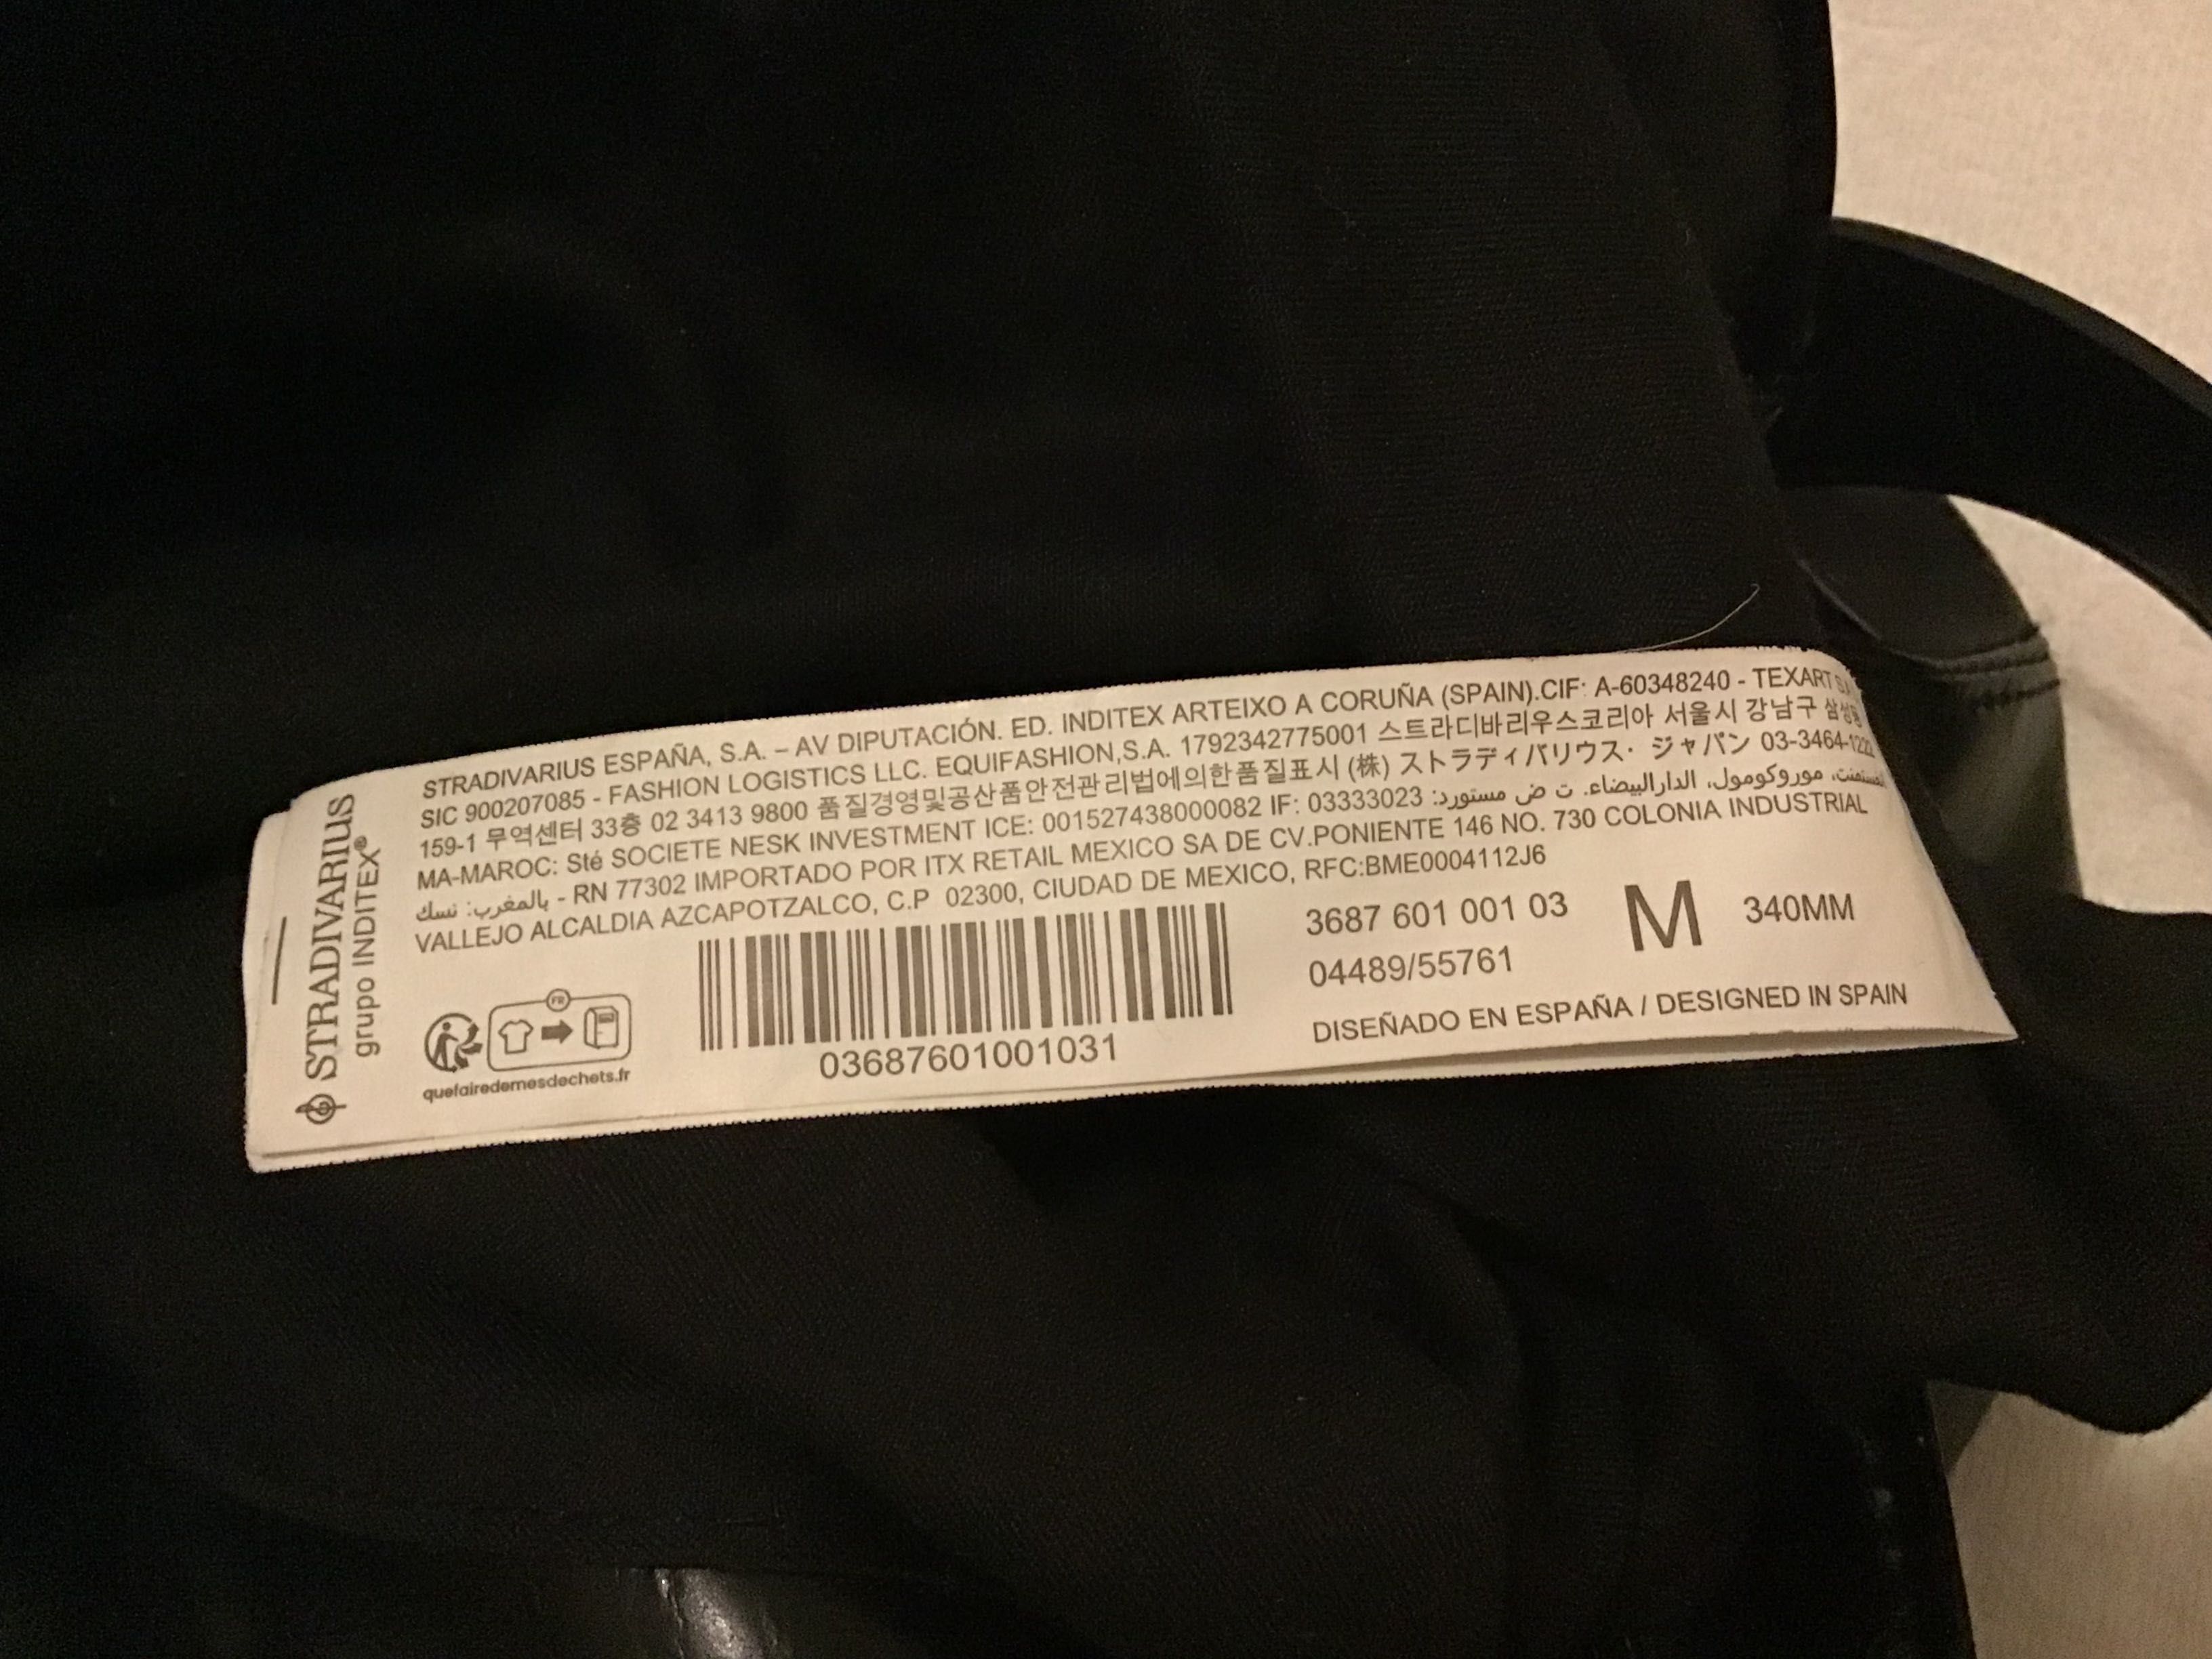 STRADIVARIUS
grupo INDITEX®
STRADIVARIUS ESPAÑA, S.A. – AV DIPUTACIÓN. ED. INDITEX ARTEIXO A CORUÑA (SPAIN).CIF: A-60348240 - TEXART
SIC 900207085 - FASHION LOGISTICS LLC. EQUIFASHION,S.A. 1792342775001 스트라디바리우스코리아 서울시 강남구 삼성동
159-1 무역센터 33층 02 3413 9800 품질경영및공산품안전관리법에의한품질표시 (株) ストラディバリウス・ ジャパン 03-3464-
MA-MAROC: Sté SOCIETE NESK INVESTMENT ICE: 001527438000082 IF: 03333023 مستورد: ت ض الدارالبيضاء. موروكومول،
بالمغرب: نسك - RN 77302 IMPORTADO POR ITX RETAIL MEXICO SA DE CV.PONIENTE 146 NO. 730 COLONIA INDUSTRIAL
VALLEJO ALCALDIA AZCAPOTZALCO, C.P 02300, CIUDAD DE MEXICO, RFC:BME0004112J6
FR
quefairedemesdechets.fr
03687601001031
3687 601 001 03
04489/55761
M
340MM
DISEÑADO EN ESPAÑA / DESIGNED IN SPAIN